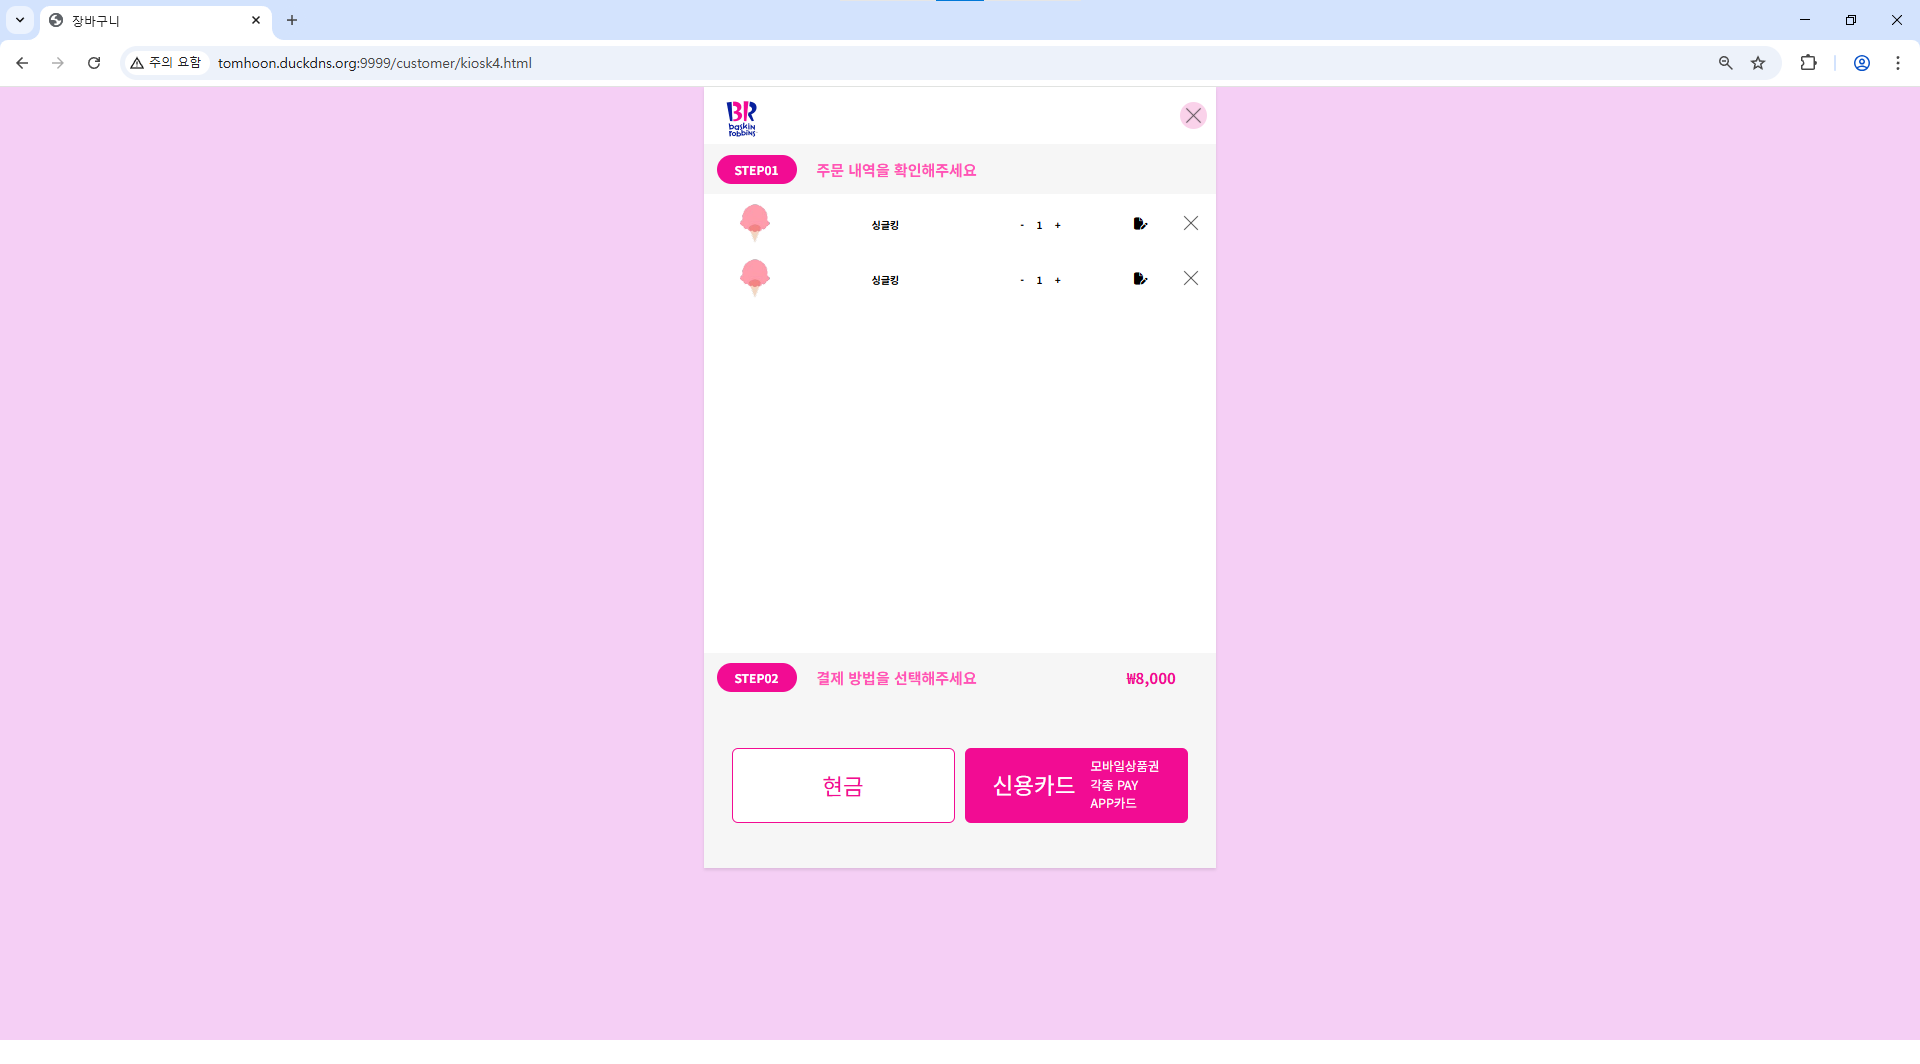 장바구니
주의 요함
tomhoon.duckdns.org:9999/customer/kiosk4.html
BR
baskin
robbins
STEP01 주문 내역을 확인해주세요
싱글킹 - 1 +
싱글킹 - 1 +
STEP02 결제 방법을 선택해주세요 ₩8,000
현금
신용카드
모바일상품권
각종 PAY
APP카드